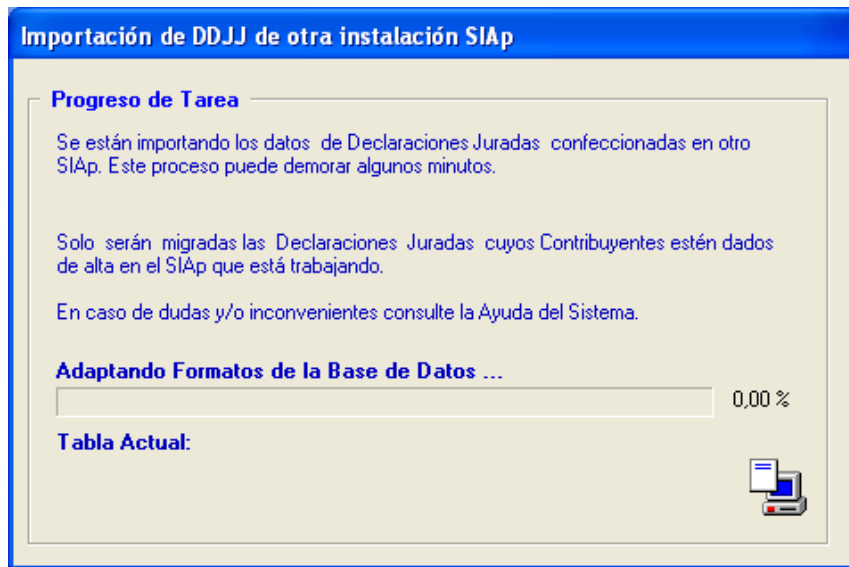 Importación de DDJJ de otra instalación SIAp
Progreso de Tarea
Se están importando los datos de Declaraciones Juradas confeccionadas en otro
SIAp. Este proceso puede demorar algunos minutos.
Solo serán migradas las Declaraciones Juradas cuyos Contribuyentes estén dados
de alta en el SIAp que está trabajando.
En caso de dudas y/o inconvenientes consulte la Ayuda del Sistema.
Adaptando Formatos de la Base de Datos ...
0,00 %
Tabla Actual: